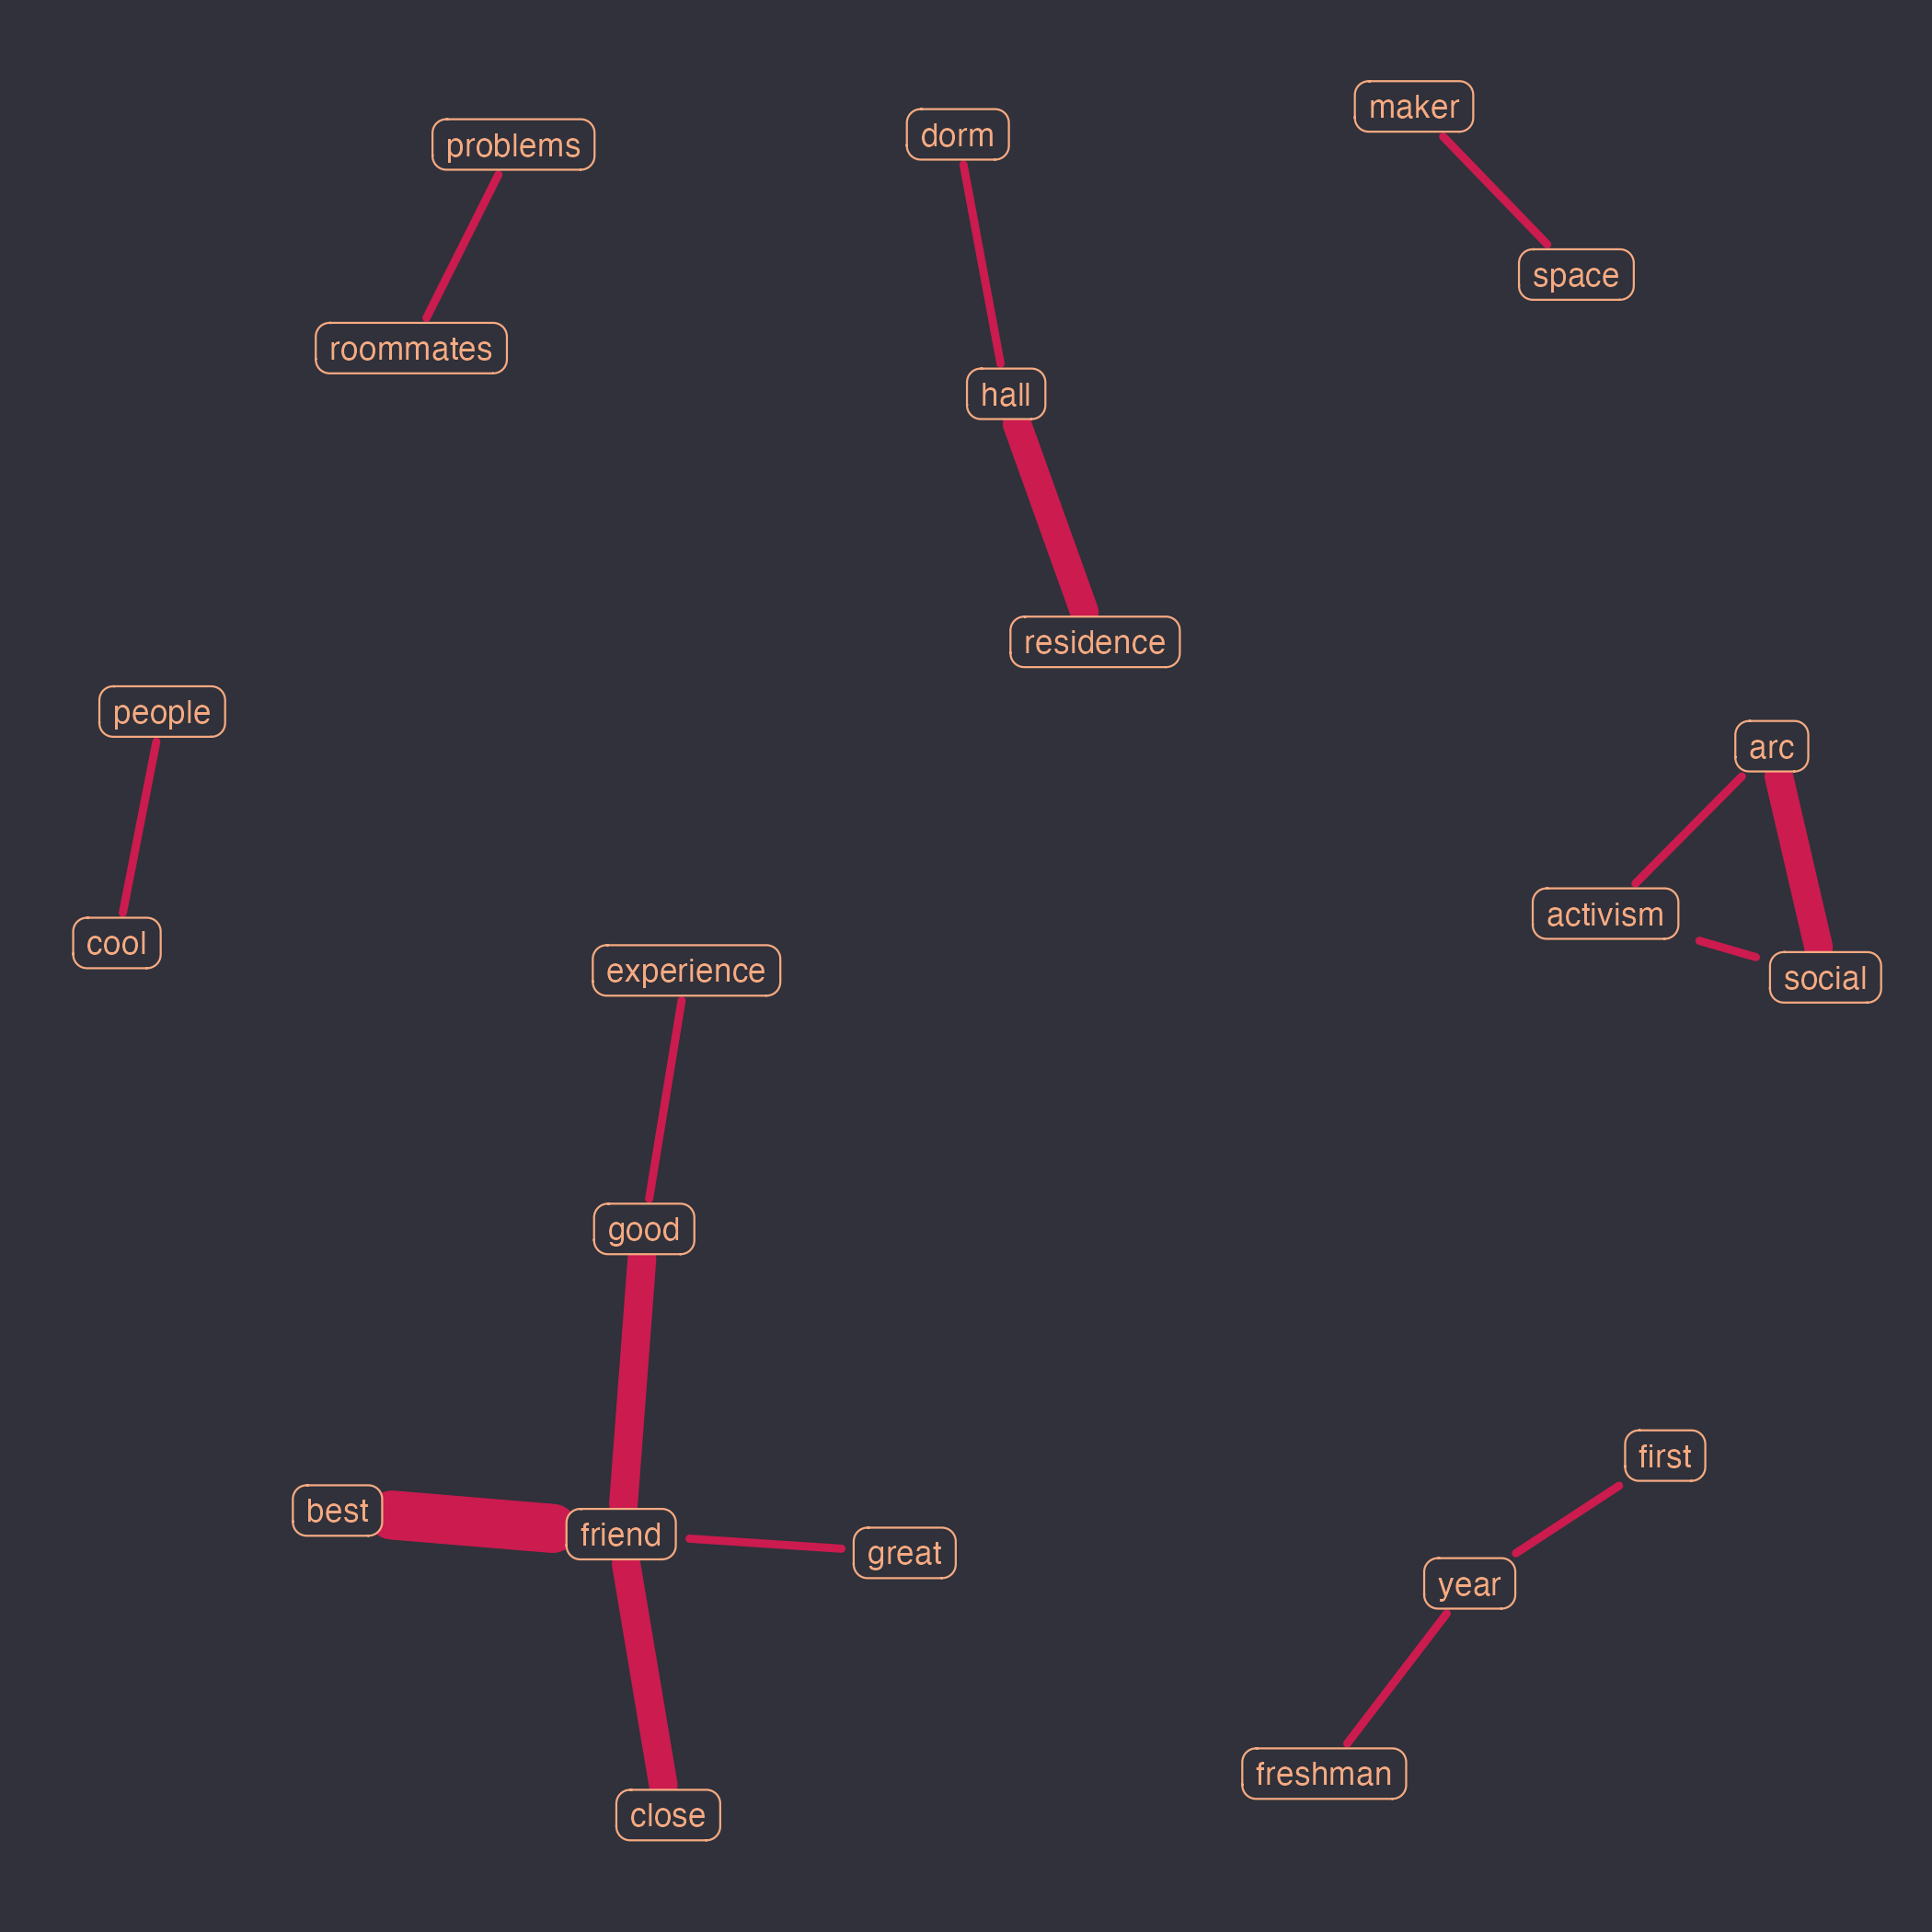 maker
dorm
problems
space
roommates
hall
residence
people
arc
activism
cool
experience
social
good
first
best
friend
great
year
freshman
close